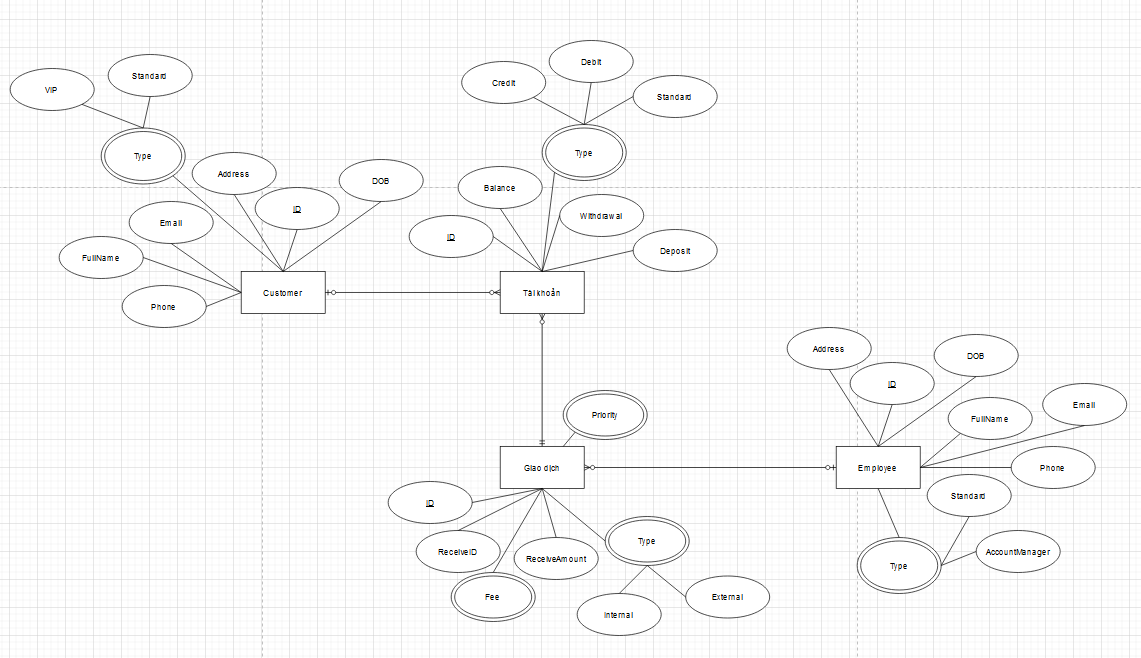 Debit
Standard
Credit
VIP
Standard
Type
Type
Address
DOB
Balance
ID
Withdrawal
Email
ID
Deposit
FullName
Customer
Tài khoản
Phone
Address
DOB
ID
Email
Priority
FullName
Giao dịch
Employee
Phone
Standard
ID
Type
ReceiveID
ReceiveAmount
AccountManager
Type
Fee
External
Internal